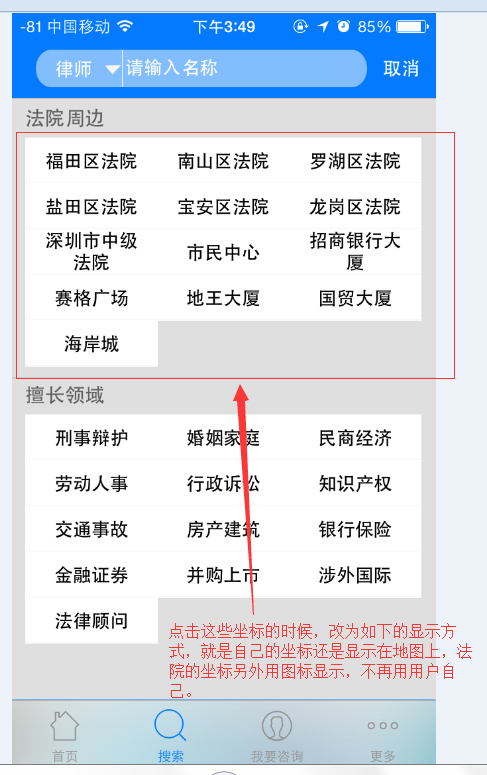 -81 中国移动 下午3:49 85%
律师 请输入名称 取消
法院周边
福田区法院 南山区法院 罗湖区法院
盐田区法院 宝安区法院 龙岗区法院
深圳市中级法院 市民中心 招商银行大厦
赛格广场 地王大厦 国贸大厦
海岸城
擅长领域
刑事辩护 婚姻家庭 民商经济
劳动人事 行政诉讼 知识产权
交通事故 房产建筑 银行保险
金融证券 并购上市 涉外国际
法律顾问
点击这些坐标的时候，改为如下的显示方
式，就是自己的坐标还是显示在地图上，法
院的坐标另外用图标显示，不再用用户自
己。
首页 搜索 我要咨询 更多